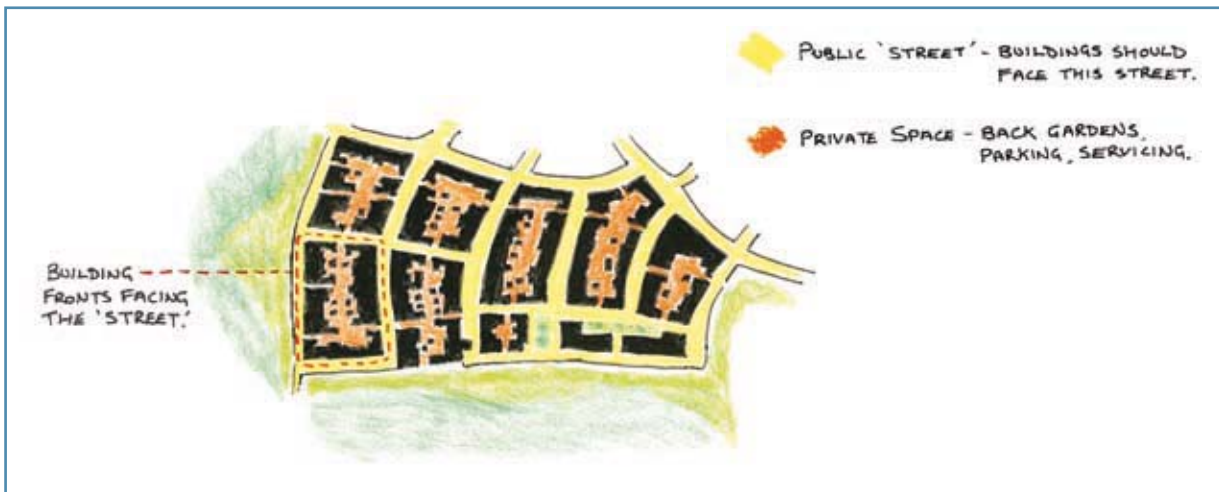 PUBLIC 'STREET' - BUILDINGS SHOULD
FACE THIS STREET.
PRIVATE SPACE - BACK GARDENS,
PARKING, SERVICING.
BUILDING
FRONTS FACING
THE 'STREET'.